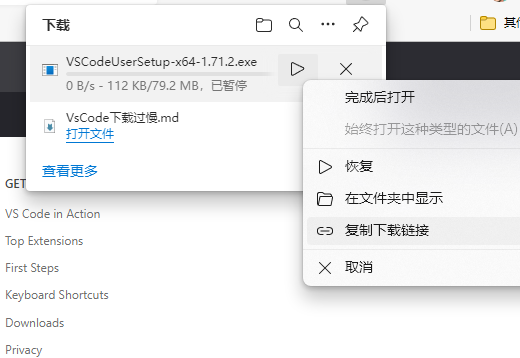 下载
其他
VSCodeUserSetup-x64-1.71.2.exe
0 B/s - 112 KB/79.2 MB，已暂停
VsCode下载过慢.md
打开文件
查看更多
完成后打开
始终打开这种类型的文件(A)
恢复
在文件夹中显示
复制下载链接
取消
GET
VS Code in Action
Top Extensions
First Steps
Keyboard Shortcuts
Downloads
Privacy